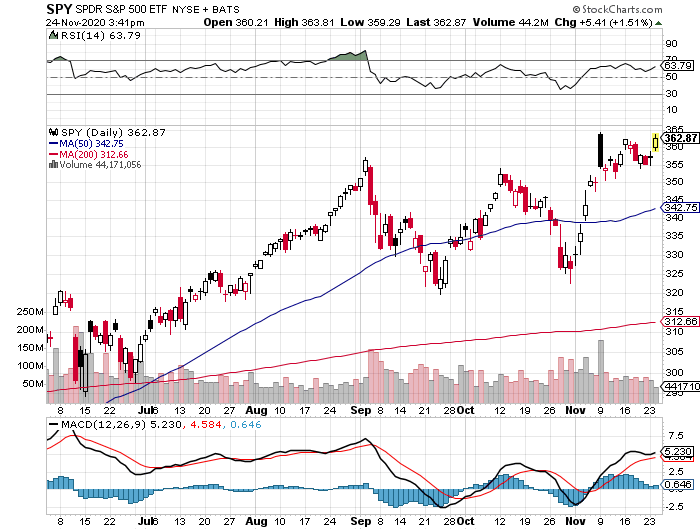 SPY SPDR S&P 500 ETF NYSE + BATS © StockCharts.com
24-Nov-2020 3:41pm Open 360.21 High 363.81 Low 359.29 Last 362.87 Volume 44.2M Chg +5.41 (+1.51%)
RSI(14) 63.79
90
70
63.79
50
30
10
SPY (Daily) 362.87
MA(50) 342.75
MA(200) 312.66
Volume 44,171,056
365
362.87
360
355
350
345
342.75
340
335
330
325
320
315
312.66
310
305
300
295
250M
200M
150M
100M
50M
44171056
8 15 22 Jul 6 13 20 27 Aug 10 17 24 Sep 8 14 21 28 Oct 12 19 26 Nov 9 16 23
MACD(12,26,9) 5.230, 4.584, 0.646
7.5
5.230
4.584
2.5
0.646
-2.5
8 15 22 Jul 6 13 20 27 Aug 10 17 24 Sep 8 14 21 28 Oct 12 19 26 Nov 9 16 23